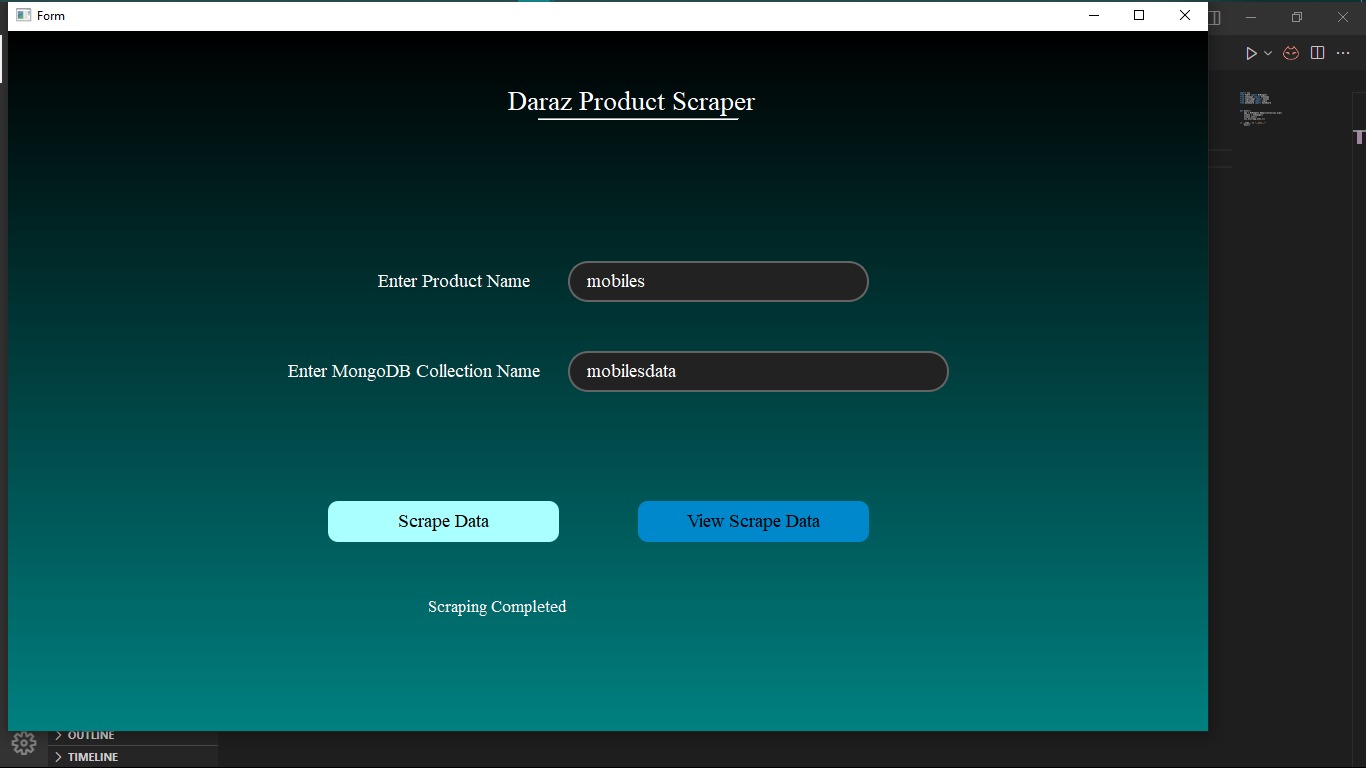 Form
Daraz Product Scraper
Enter Product Name
mobiles
Enter MongoDB Collection Name
mobilesdata
Scrape Data
View Scrape Data
Scraping Completed
OUTLINE
TIMELINE